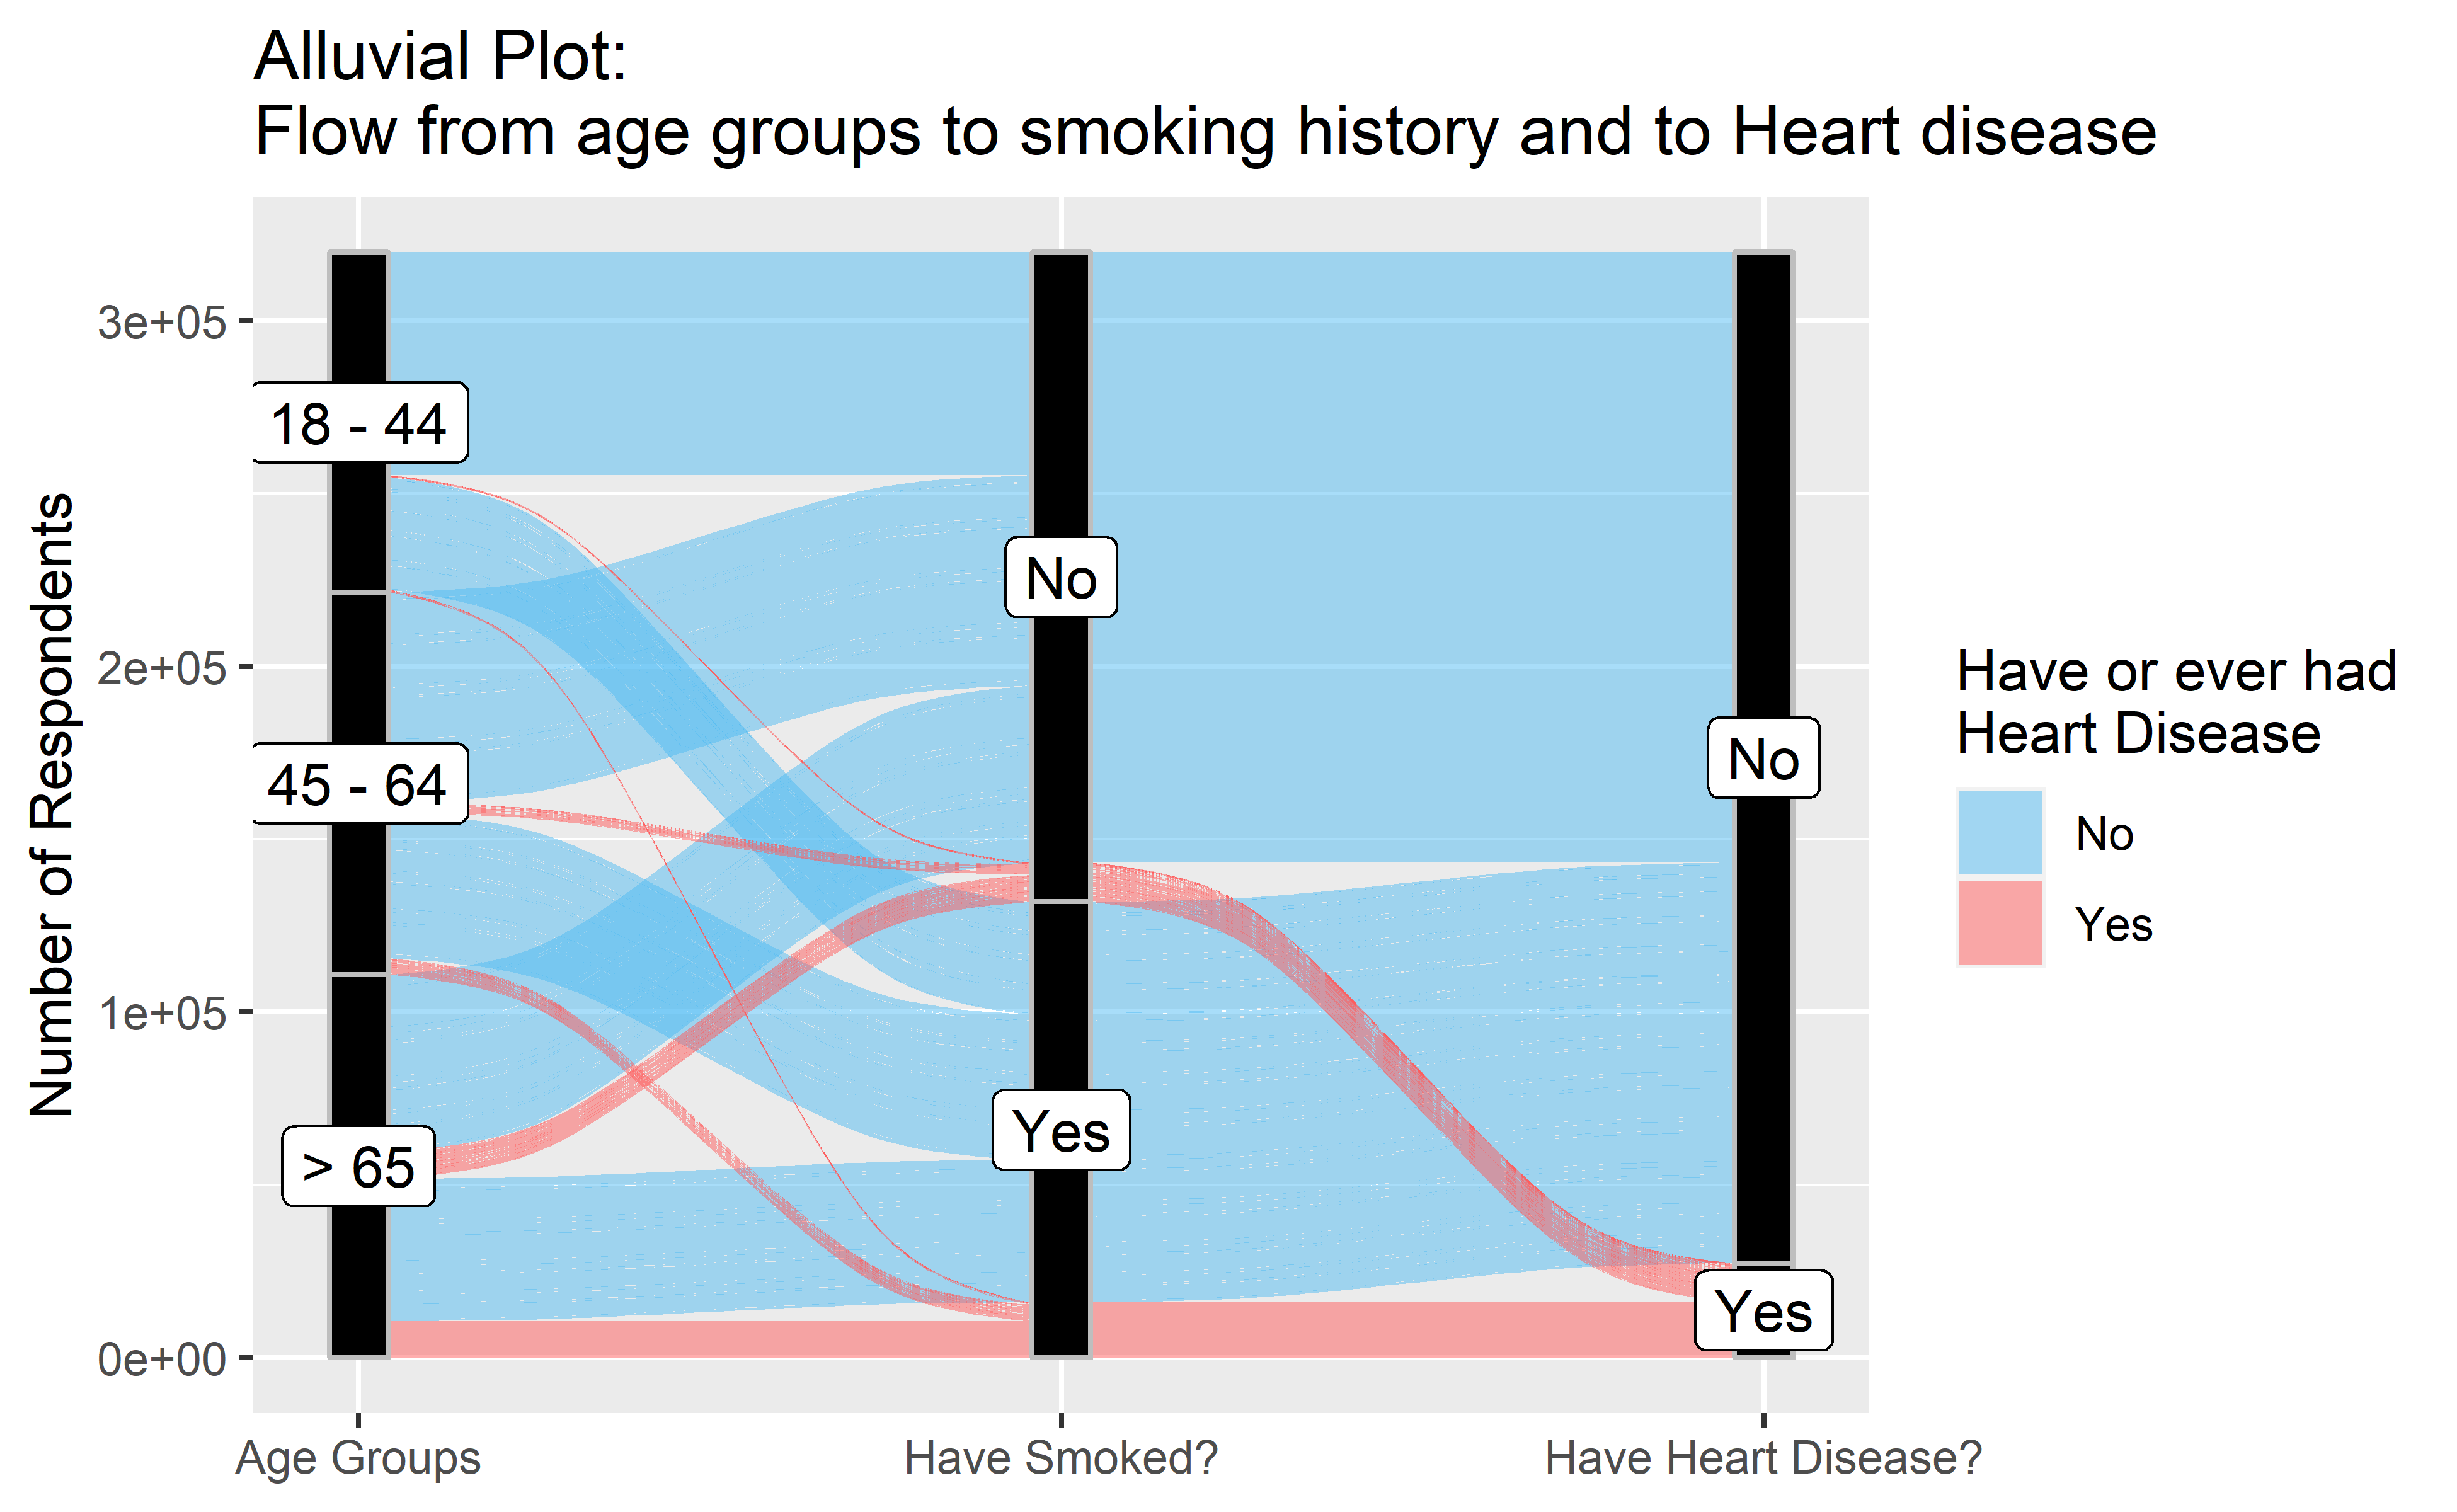 Alluvial Plot:
Flow from age groups to smoking history and to Heart disease
Number of Respondents
3e+05
2e+05
1e+05
0e+00
18 - 44
45 - 64
> 65
No
Yes
No
Yes
Age Groups
Have Smoked?
Have Heart Disease?
Have or ever had
Heart Disease
No
Yes